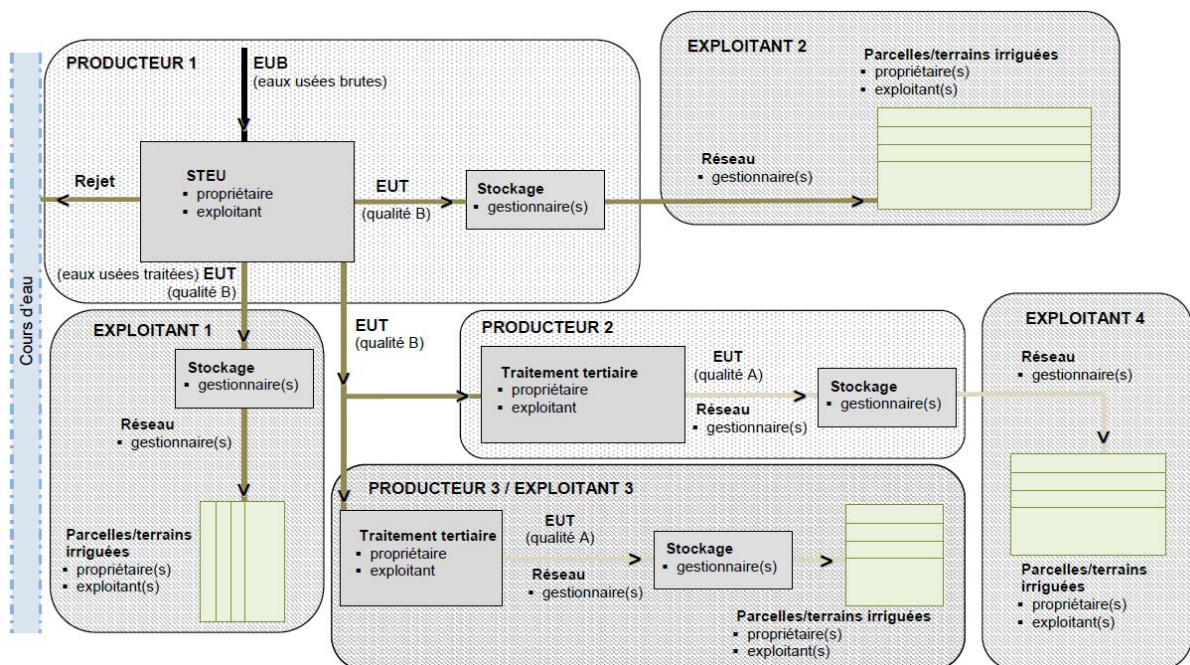 PRODUCTEUR 1
EUB
(eaux usées brutes)
STEU
▪ propriétaire
▪ exploitant
Rejet
Cours d'eau
EUT
(qualité B)
Stockage
▪ gestionnaire(s)
EXPLOITANT 2
Parcelles/terrains irriguées
▪ propriétaire(s)
▪ exploitant(s)
Réseau
▪ gestionnaire(s)
(eaux usées traitées) EUT
(qualité B)
EXPLOITANT 1
Stockage
▪ gestionnaire(s)
Réseau
▪ gestionnaire(s)
Parcelles/terrains
irriguées
▪ propriétaire(s)
▪ exploitant(s)
EUT
(qualité B)
PRODUCTEUR 2
Traitement tertiaire
▪ propriétaire
▪ exploitant
EUT
(qualité A)
Réseau
▪ gestionnaire(s)
Stockage
▪ gestionnaire(s)
EXPLOITANT 4
Réseau
▪ gestionnaire(s)
Parcelles/terrains
irriguées
▪ propriétaire(s)
▪ exploitant(s)
PRODUCTEUR 3 / EXPLOITANT 3
Traitement tertiaire
▪ propriétaire
▪ exploitant
EUT
(qualité A)
Réseau
▪ gestionnaire(s)
Stockage
▪ gestionnaire(s)
Parcelles/terrains irriguées
▪ propriétaire(s)
▪ exploitant(s)